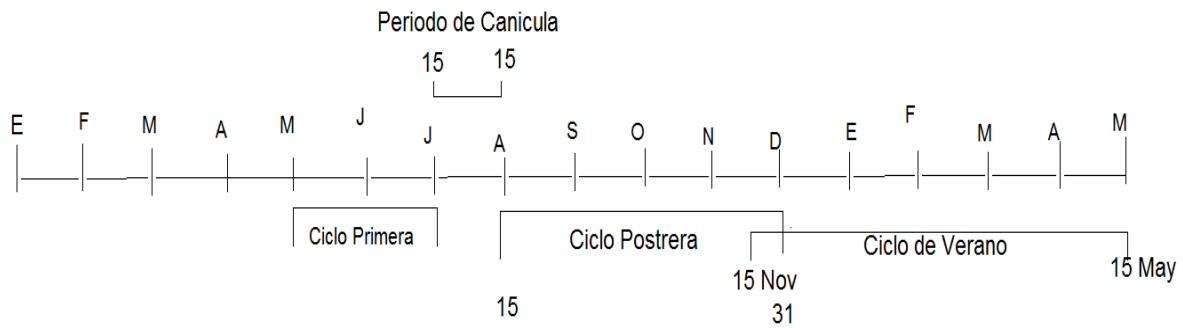 Periodo de Canicula
15 15
E F M A M J J A S O N D E F M A M
Ciclo Primera
Ciclo Postrera
Ciclo de Verano
15
15 Nov
31
15 May